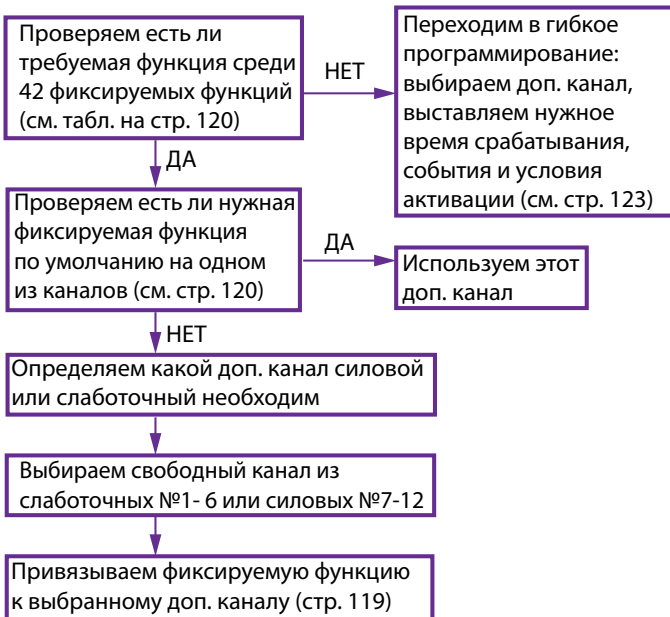 Проверяем есть ли
требуемая функция среди
42 фиксируемых функций
(см. табл. на стр. 120)
НЕТ
Переходим в гибкое
программирование:
выбираем доп. канал,
выставляем нужное
время срабатывания,
события и условия
активации (см. стр. 123)
ДА
Проверяем есть ли нужная
фиксируемая функция
по умолчанию на одном
из каналов (см. стр. 120)
ДА
Используем этот
доп. канал
НЕТ
Определяем какой доп. канал силовой
или слаботочный необходим
Выбираем свободный канал из
слаботочных №1- 6 или силовых №7-12
Привязываем фиксируемую функцию
к выбранному доп. каналу (стр. 119)